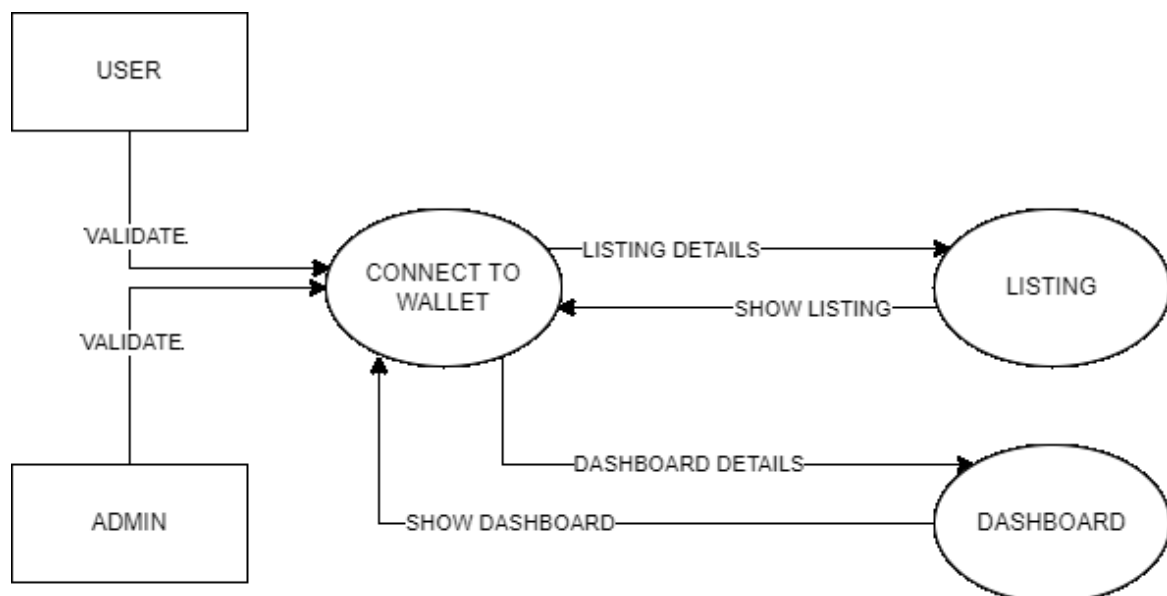 USER
VALIDATE.
CONNECT TO
WALLET
LISTING DETAILS
LISTING
SHOW LISTING
VALIDATE.
DASHBOARD DETAILS
ADMIN
SHOW DASHBOARD
DASHBOARD